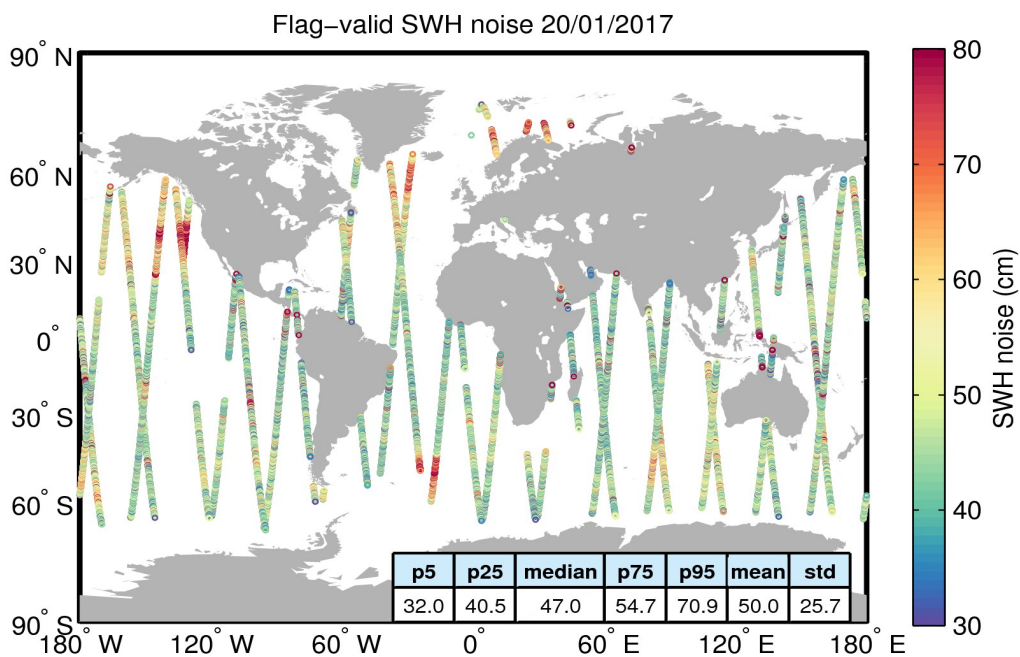 Flag−valid SWH noise 20/01/2017
90° N
60° N
30° N
0°
30° S
60° S
90° S
180° W
120° W
60° W
0°
60° E
120° E
180° E
80
70
60
50
40
30
SWH noise (cm)
p5 p25 median p75 p95 mean std
32.0 40.5 47.0 54.7 70.9 50.0 25.7